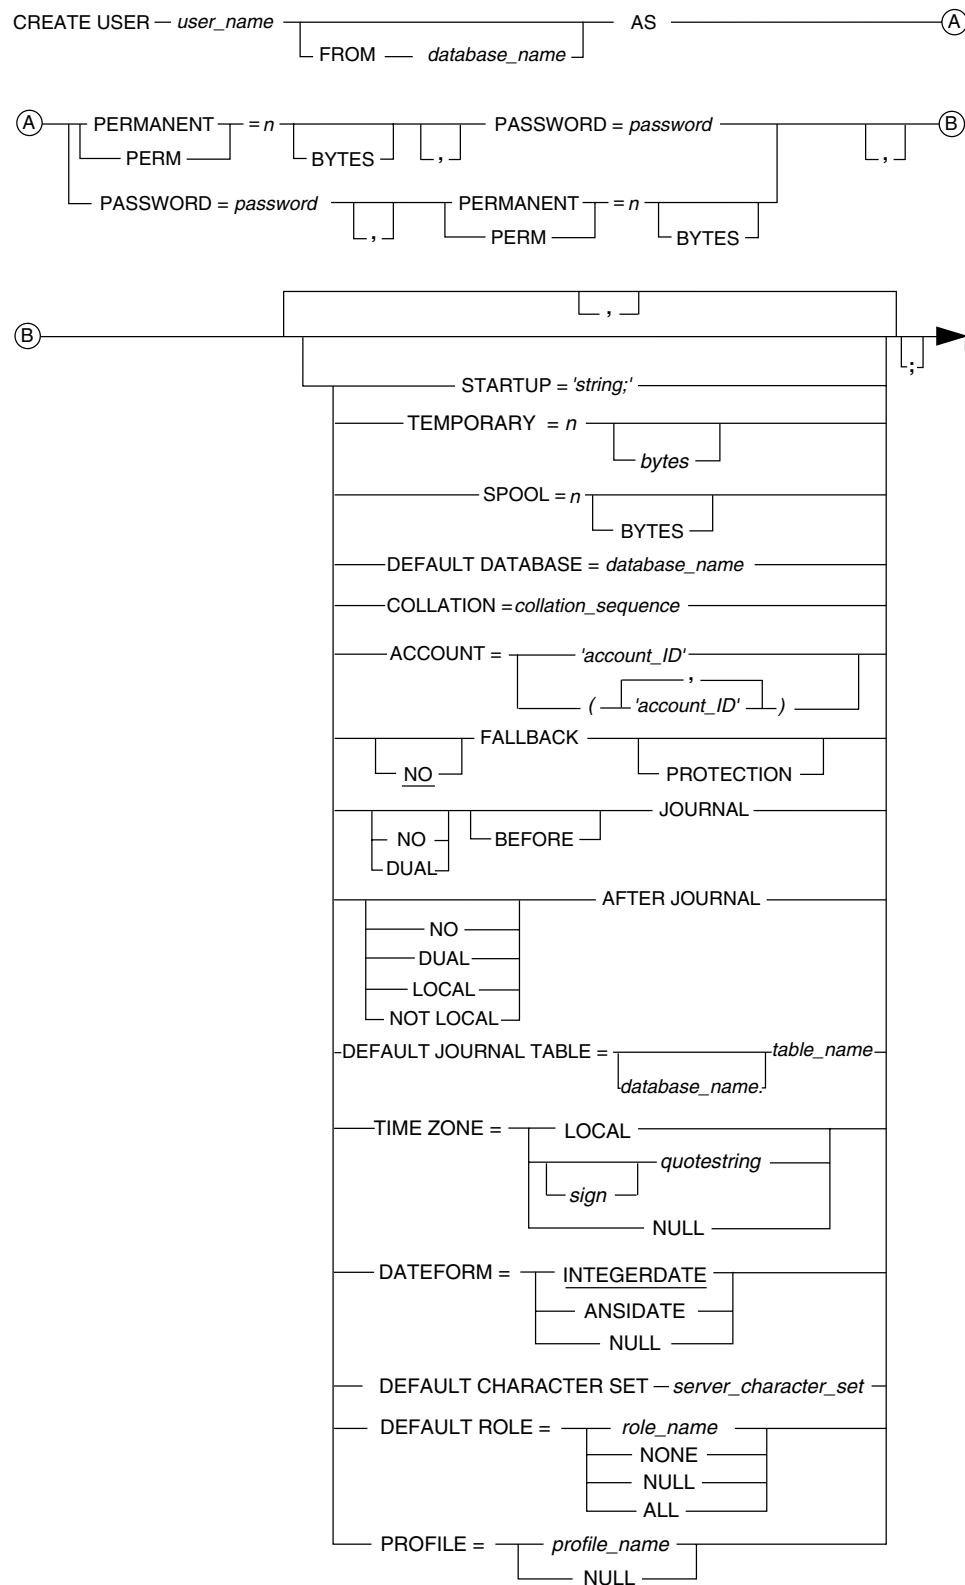 CREATE USER user_name AS A
FROM database_name
A PERMANENT = n PASSWORD = password B
PERM BYTES , ,
PASSWORD = password PERMANENT = n
, PERM BYTES
,
B
;
STARTUP = 'string;'
TEMPORARY = n
bytes
SPOOL = n
BYTES
DEFAULT DATABASE = database_name
COLLATION = collation_sequence
ACCOUNT = 'account_ID'
,
( 'account_ID' )
FALLBACK
NO PROTECTION
JOURNAL
NO BEFORE
DUAL
AFTER JOURNAL
NO
DUAL
LOCAL
NOT LOCAL
DEFAULT JOURNAL TABLE = table_name
database_name.
TIME ZONE = LOCAL
quotestring
sign
NULL
DATEFORM = INTEGERDATE
ANSIDATE
NULL
DEFAULT CHARACTER SET server_character_set
DEFAULT ROLE = role_name
NONE
NULL
ALL
PROFILE = profile_name
NULL